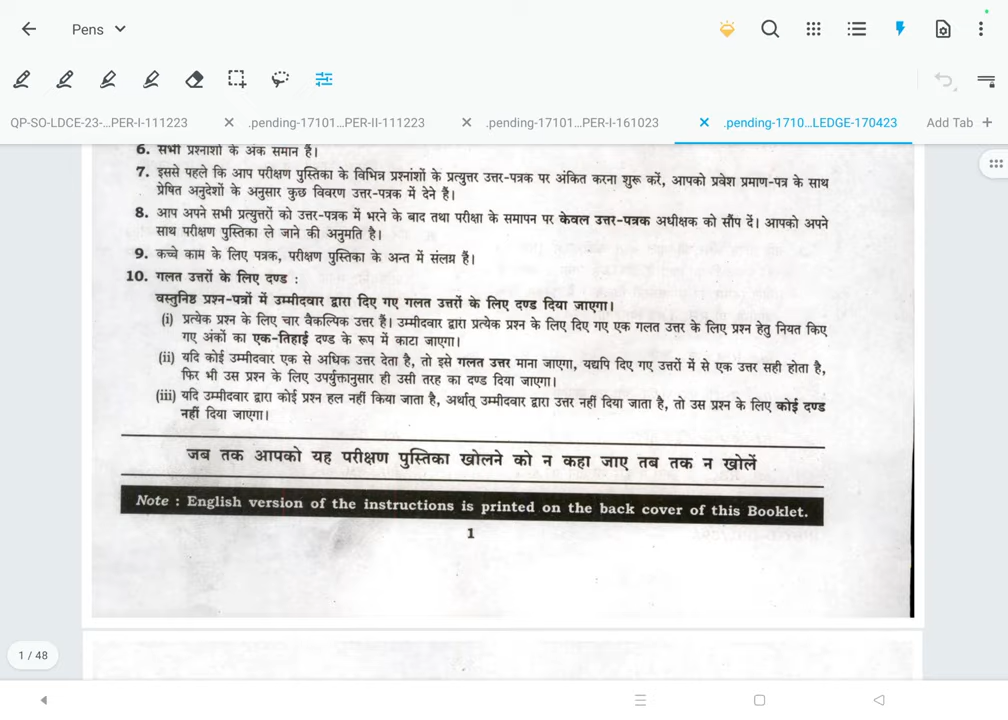 Pens
QP-SO-LDCE-23-...PER-I-111223
.pending-17101...PER-II-111223
.pending-17101...PER-I-161023
.pending-1710...LEDGE-170423
Add Tab
6. सभी प्रश्नांशों के अंक समान हैं।
7. इससे पहले कि आप परीक्षण पुस्तिका के विभिन्न प्रश्नांशों के प्रत्युत्तर उत्तर-पत्रक पर अंकित करना शुरू करें, आपको प्रवेश प्रमाण-पत्र के साथ
प्रेषित अनुदेशों के अनुसार कुछ विवरण उत्तर-पत्रक में देने हैं।
8. आप अपने सभी प्रत्युत्तरों को उत्तर-पत्रक में भरने के बाद तथा परीक्षा के समापन पर केवल उत्तर-पत्रक अधीक्षक को सौंप दें। आपको अपने
साथ परीक्षण पुस्तिका ले जाने की अनुमति है।
9. कच्चे काम के लिए पत्रक, परीक्षण पुस्तिका के अन्त में संलग्न हैं।
10. गलत उत्तरों के लिए दण्ड :
वस्तुनिष्ठ प्रश्न-पत्रों में उम्मीदवार द्वारा दिए गए गलत उत्तरों के लिए दण्ड दिया जाएगा।
(i) प्रत्येक प्रश्न के लिए चार वैकल्पिक उत्तर हैं। उम्मीदवार द्वारा प्रत्येक प्रश्न के लिए दिए गए एक गलत उत्तर के लिए प्रश्न हेतु नियत किए
गए अंकों का एक-तिहाई दण्ड के रूप में काटा जाएगा।
(ii) यदि कोई उम्मीदवार एक से अधिक उत्तर देता है, तो इसे गलत उत्तर माना जाएगा, यद्यपि दिए गए उत्तरों में से एक उत्तर सही होता है,
फिर भी उस प्रश्न के लिए उपर्युक्तानुसार ही उसी तरह का दण्ड दिया जाएगा।
(iii) यदि उम्मीदवार द्वारा कोई प्रश्न हल नहीं किया जाता है, अर्थात् उम्मीदवार द्वारा उत्तर नहीं दिया जाता है, तो उस प्रश्न के लिए कोई दण्ड
नहीं दिया जाएगा।
जब तक आपको यह परीक्षण पुस्तिका खोलने को न कहा जाए तब तक न खोलें
Note : English version of the instructions is printed on the back cover of this Booklet.
1
1 / 48